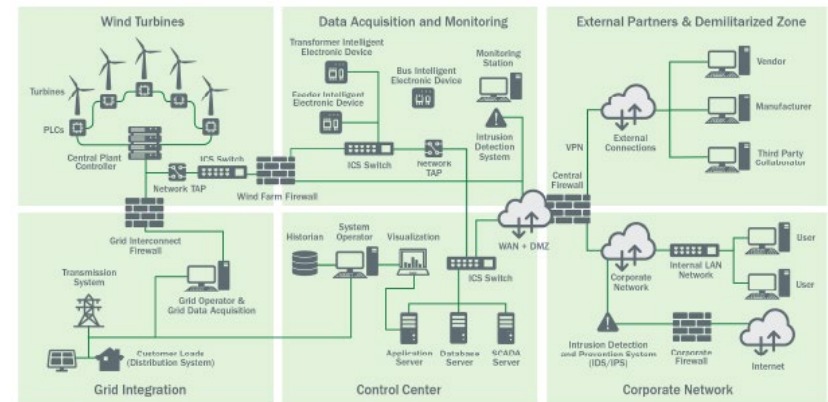 Wind Turbines
Turbines
PLCs
Central Plant
Controller
ICS Switch
Network TAP
Wind Farm Firewall
Data Acquisition and Monitoring
Transformer Intelligent
Electronic Device
Feeder Intelligent
Electronic Device
Bus Intelligent
Electronic Device
Monitoring
Station
ICS Switch
Network
TAP
Intrusion
Detection
System
External Partners & Demilitarized Zone
Vendor
Manufacturer
Third Party
Collaborator
External
Connections
VPN
Central
Firewall
WAN + DMZ
Grid Interconnect
Firewall
Transmission
System
Grid Operator &
Grid Data Acquisition
Customer Loads
(Distribution System)
Grid Integration
Historian
System
Operator
Visualization
ICS Switch
Application
Server
Database
Server
SCADA
Server
Control Center
Corporate
Network
Internal LAN
Network
User
User
Intrusion Detection
and Prevention System
(IDS/IPS)
Corporate
Firewall
Internet
Corporate Network